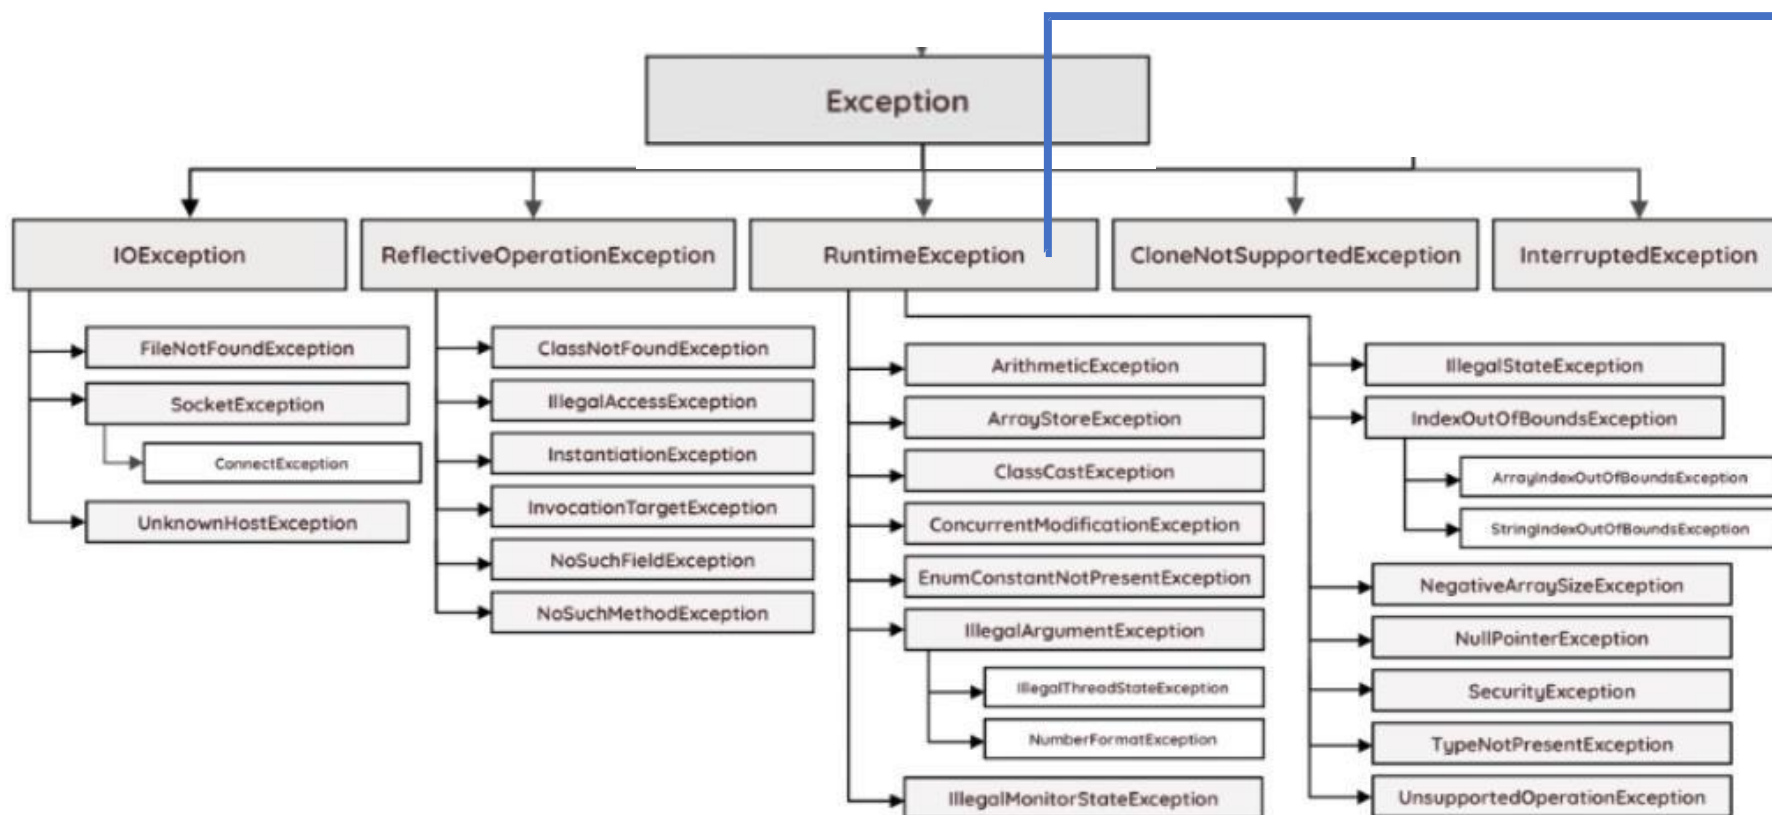 Exception
IOException
ReflectiveOperationException
RuntimeException
CloneNotSupportedException
InterruptedException
FileNotFoundException
SocketException
ConnectException
UnknownHostException
ClassNotFoundException
IllegalAccessException
InstantiationException
InvocationTargetException
NoSuchFieldException
NoSuchMethodException
ArithmeticException
ArrayStoreException
ClassCastException
ConcurrentModificationException
EnumConstantNotPresentException
IllegalArgumentException
IllegalThreadStateException
NumberFormatException
IllegalMonitorStateException
IllegalStateException
IndexOutOfBoundsException
ArrayIndexOutOfBoundsException
StringIndexOutOfBoundsException
NegativeArraySizeException
NullPointerException
SecurityException
TypeNotPresentException
UnsupportedOperationException